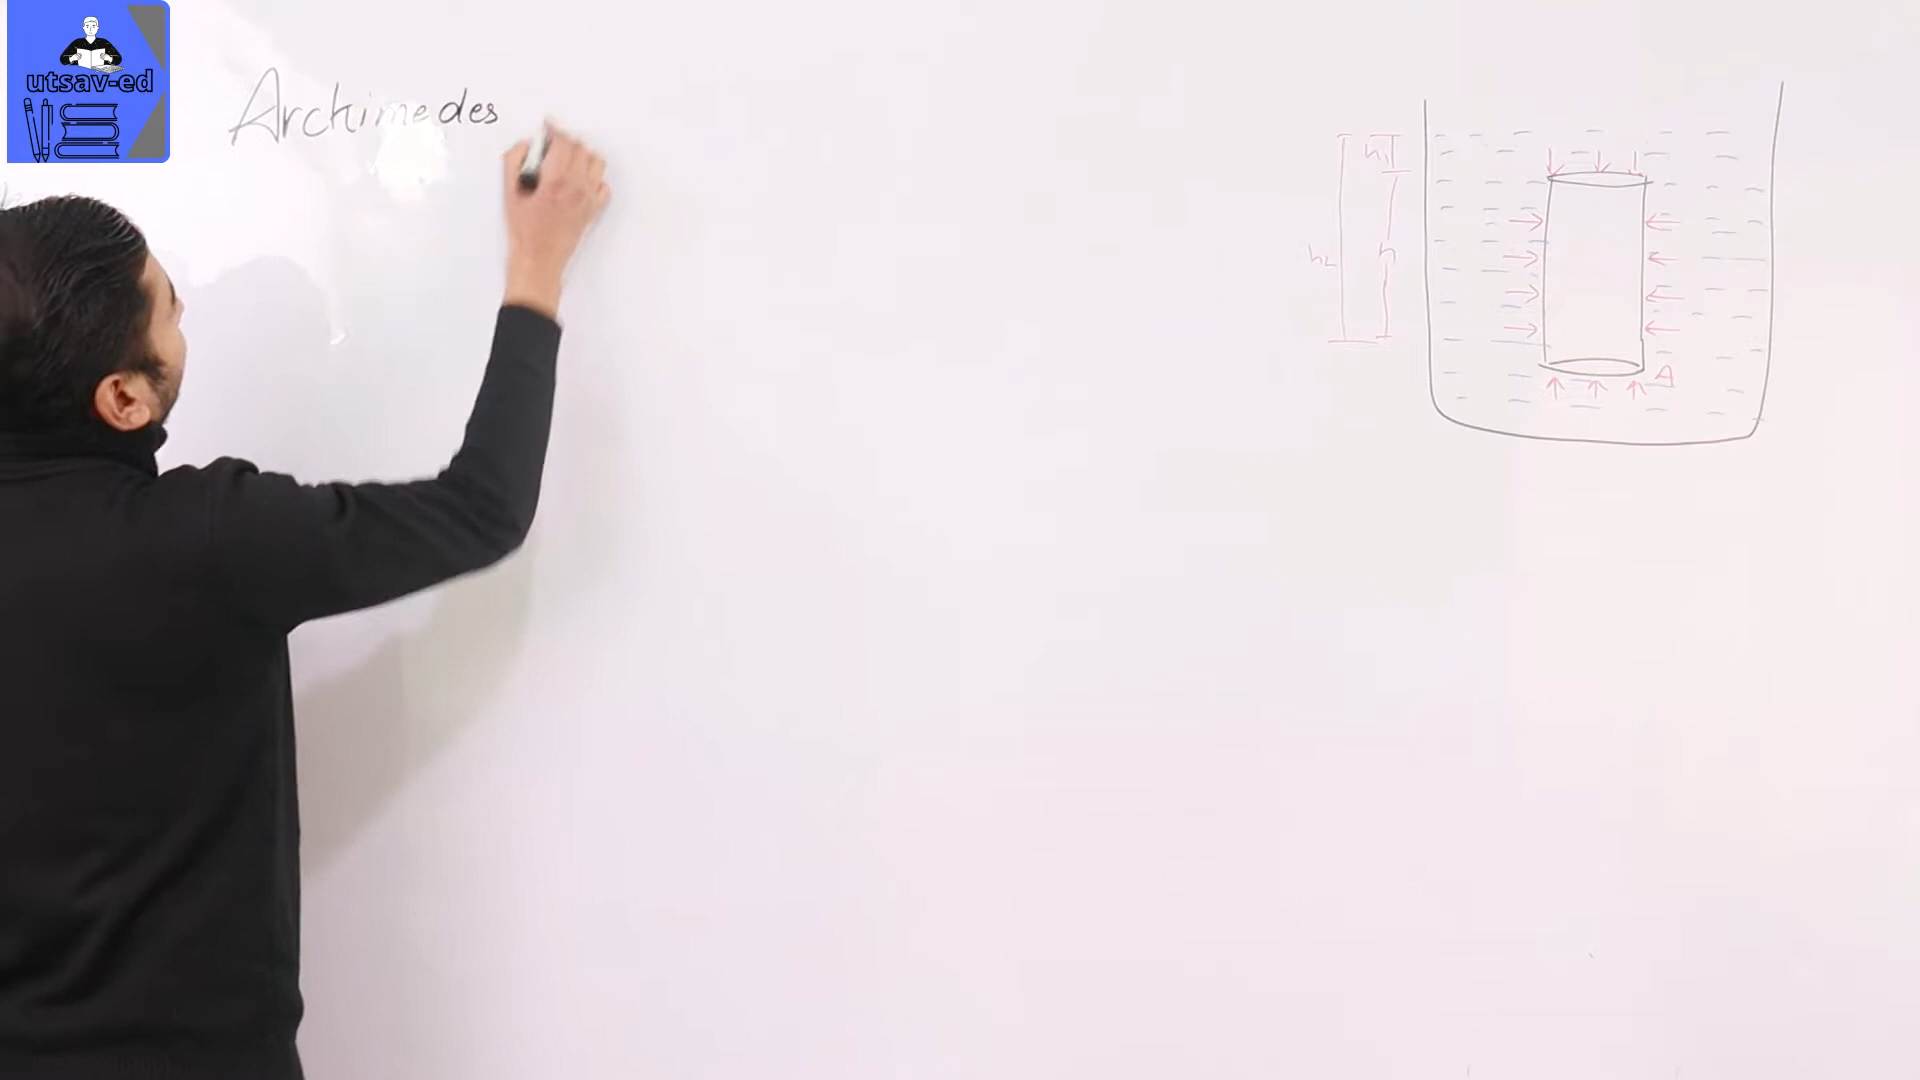 utsav-ed
Archimedes
h₁
h₂
h
A